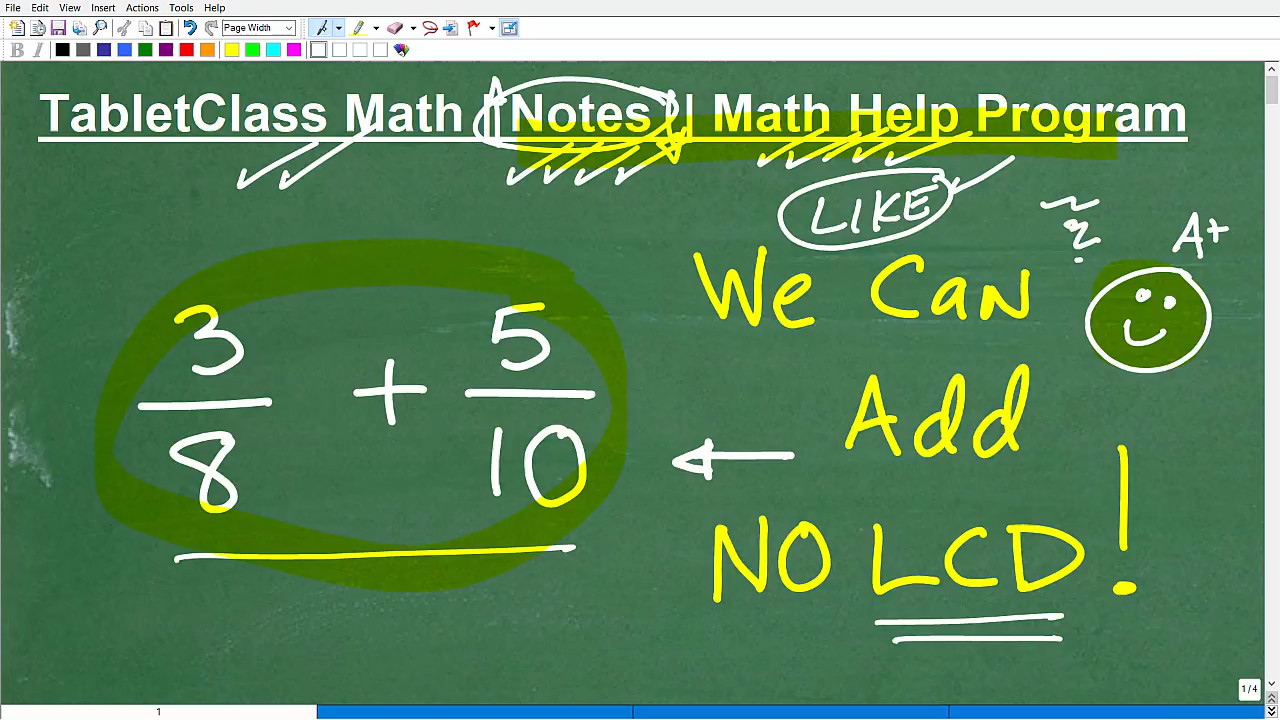 File Edit View Insert Actions Tools Help
Page Width
B I
TabletClass Math | Notes | Math Help Program
LIKE
A+
3/8 + 5/10
We Can
Add
NO LCD!
1/4
1